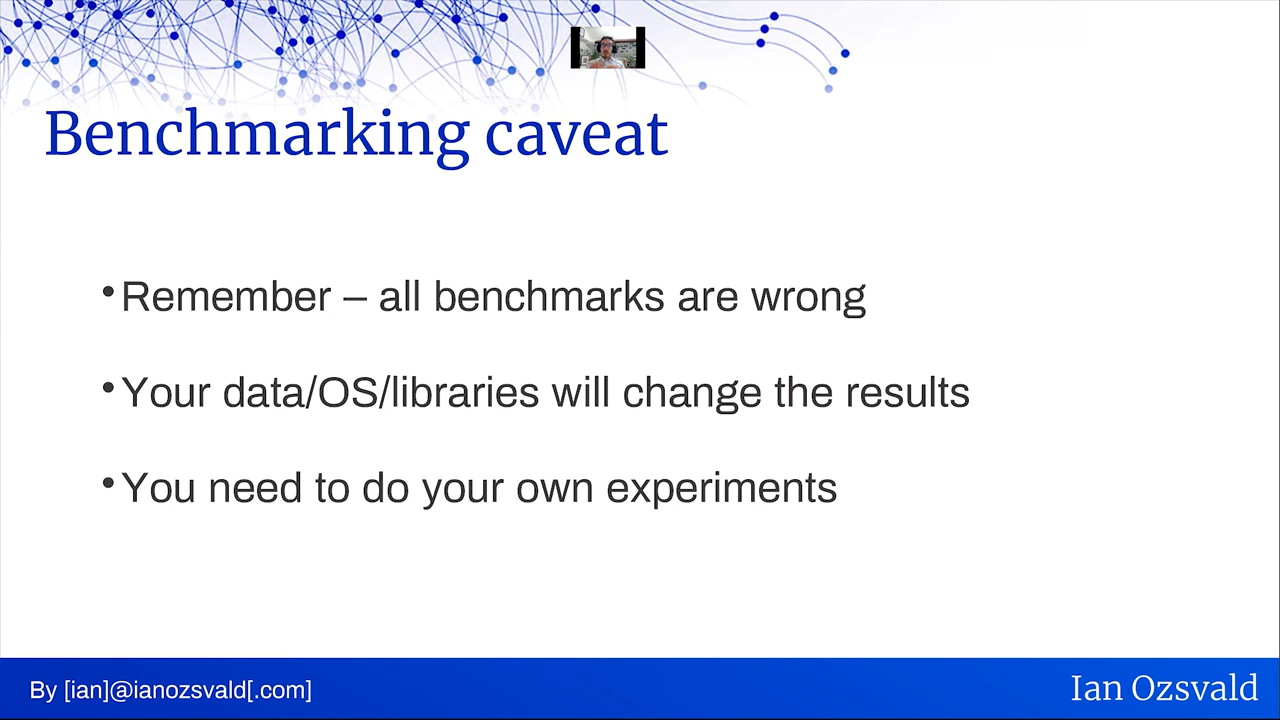 Benchmarking caveat
•Remember – all benchmarks are wrong
•Your data/OS/libraries will change the results
•You need to do your own experiments
By [ian]@ianozsvald[.com]
Ian Ozsvald